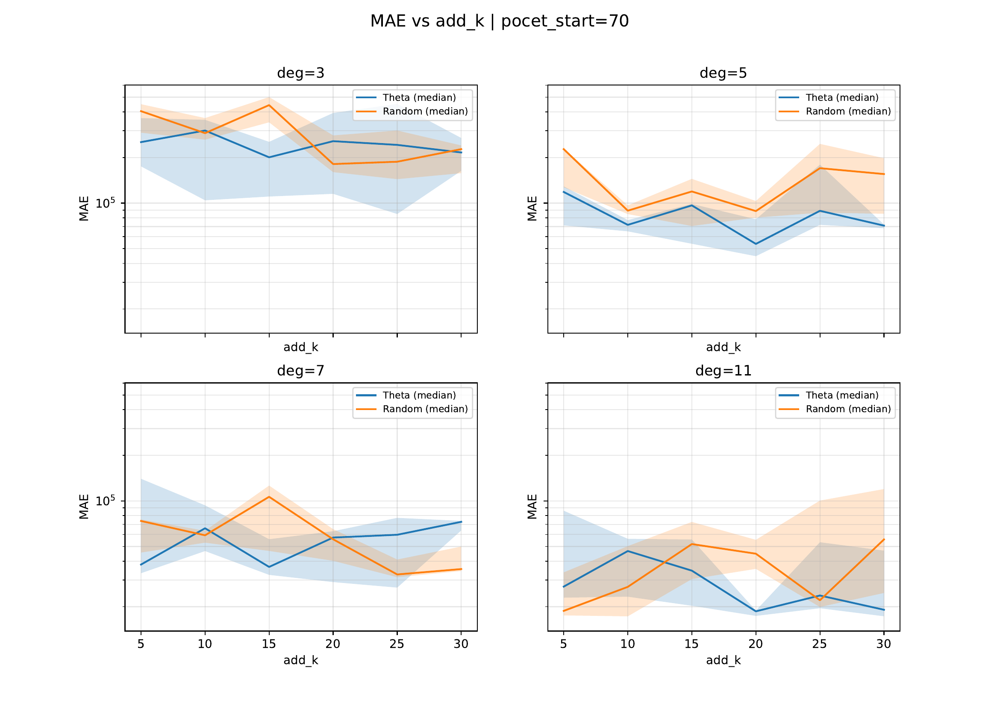 MAE vs add_k | pocet_start=70
deg=3
Theta (median)
Random (median)
MAE
10^5
add_k
deg=5
Theta (median)
Random (median)
MAE
add_k
deg=7
Theta (median)
Random (median)
MAE
10^5
5 10 15 20 25 30
add_k
deg=11
Theta (median)
Random (median)
MAE
5 10 15 20 25 30
add_k